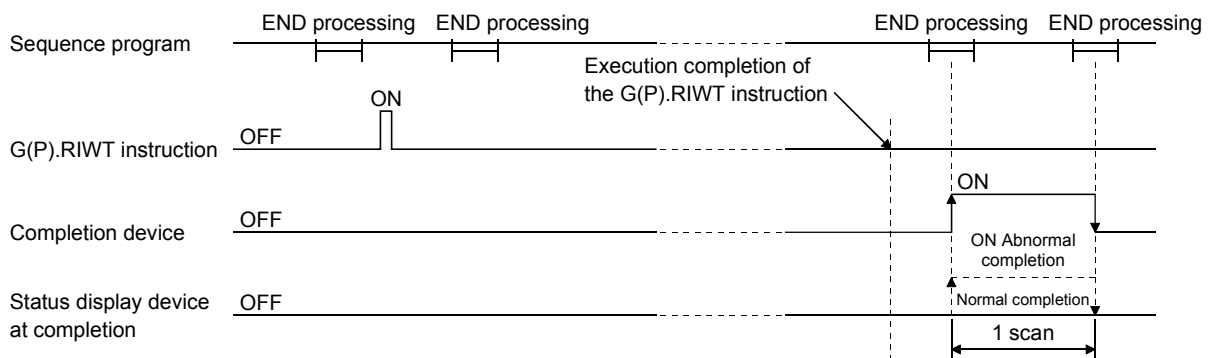 END processing END processing END processing END processing
Sequence program
Execution completion of
the G(P).RIWT instruction
ON
OFF
G(P).RIWT instruction
ON
OFF
Completion device
ON Abnormal
completion
Status display device
at completion
OFF
Normal completion
1 scan